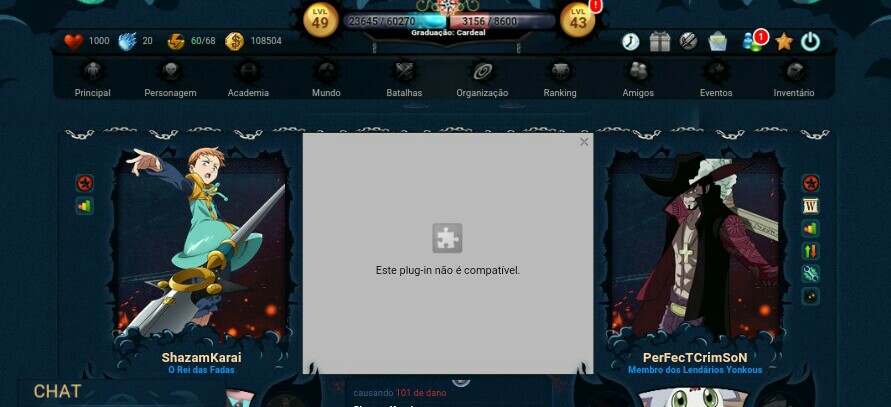 LVL
49
23645 / 60270
3156 / 8600
LVL
43
!
Graduação: Cardeal
1000
20
60/68
108504
1
Principal
Personagem
Academia
Mundo
Batalhas
Organização
Ranking
Amigos
Eventos
Inventário
W
Este plug-in não é compatível.
ShazamKarai
O Rei das Fadas
PerFecTCrimSoN
Membro dos Lendários Yonkous
CHAT
causando 101 de dano